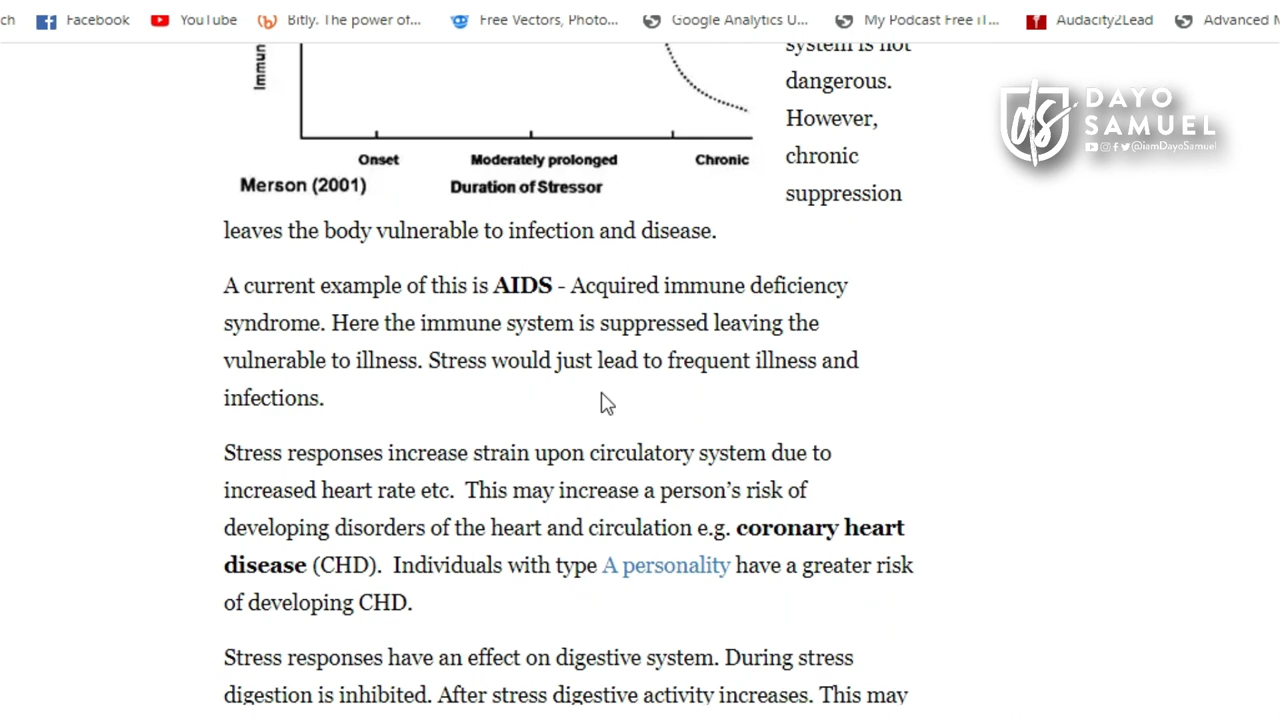 ch Facebook YouTube Bitly. The power of... Free Vectors, Photo... Google Analytics U... My Podcast Free iT... Audacity2Lead Advanced M
system is not
dangerous.
However,
chronic
suppression
Immun
Onset Moderately prolonged Chronic
Merson (2001) Duration of Stressor
leaves the body vulnerable to infection and disease.
A current example of this is AIDS - Acquired immune deficiency
syndrome. Here the immune system is suppressed leaving the
vulnerable to illness. Stress would just lead to frequent illness and
infections.
Stress responses increase strain upon circulatory system due to
increased heart rate etc. This may increase a person’s risk of
developing disorders of the heart and circulation e.g. coronary heart
disease (CHD). Individuals with type A personality have a greater risk
of developing CHD.
Stress responses have an effect on digestive system. During stress
digestion is inhibited. After stress digestive activity increases. This may
ds DAYO
SAMUEL
@iamDayoSamuel